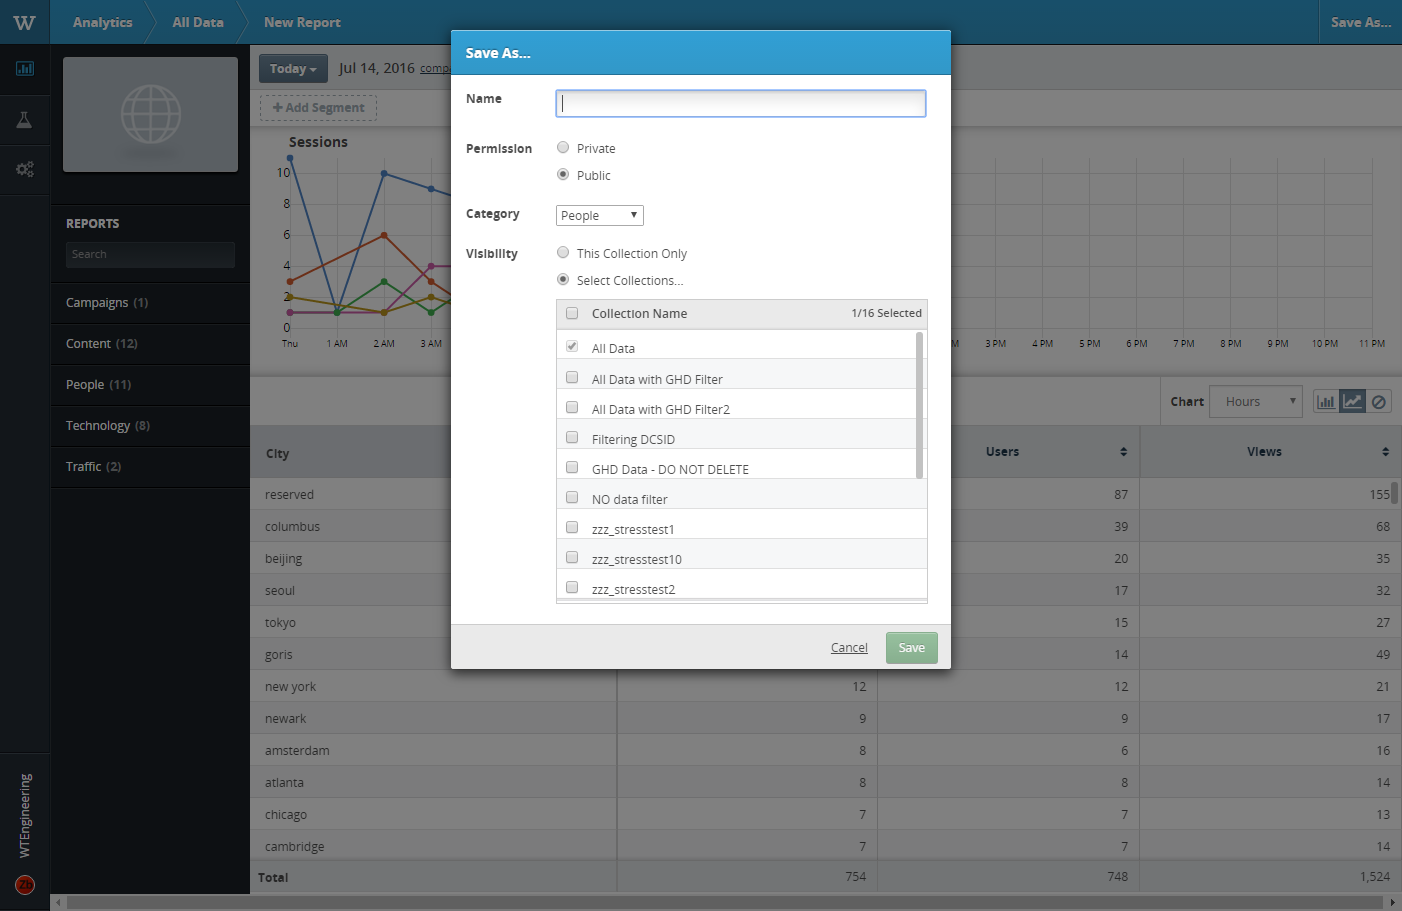 W Analytics All Data New Report Save As...
Today Jul 14, 2016
+ Add Segment
Save As...
Name
Permission Private
Public
Category People
Visibility This Collection Only
Select Collections...
Collection Name 1/16 Selected
All Data
All Data with GHD Filter
All Data with GHD Filter2
Filtering DCSID
GHD Data - DO NOT DELETE
NO data filter
zzz_stresstest1
zzz_stresstest10
zzz_stresstest2
Cancel Save
REPORTS
Search
Campaigns (1)
Content (12)
People (11)
Technology (8)
Traffic (2)
WTEngineering
Sessions
10
8
6
4
2
0
Thu 1 AM 2 AM 3 AM 3 PM 4 PM 5 PM 6 PM 7 PM 8 PM 9 PM 10 PM 11 PM
Chart Hours
City Users Views
reserved 87 155
columbus 39 68
beijing 20 35
seoul 17 32
tokyo 15 27
goris 14 49
new york 12 12 21
newark 9 9 17
amsterdam 8 6 16
atlanta 8 8 14
chicago 7 7 13
cambridge 7 7 14
Total 754 748 1,524